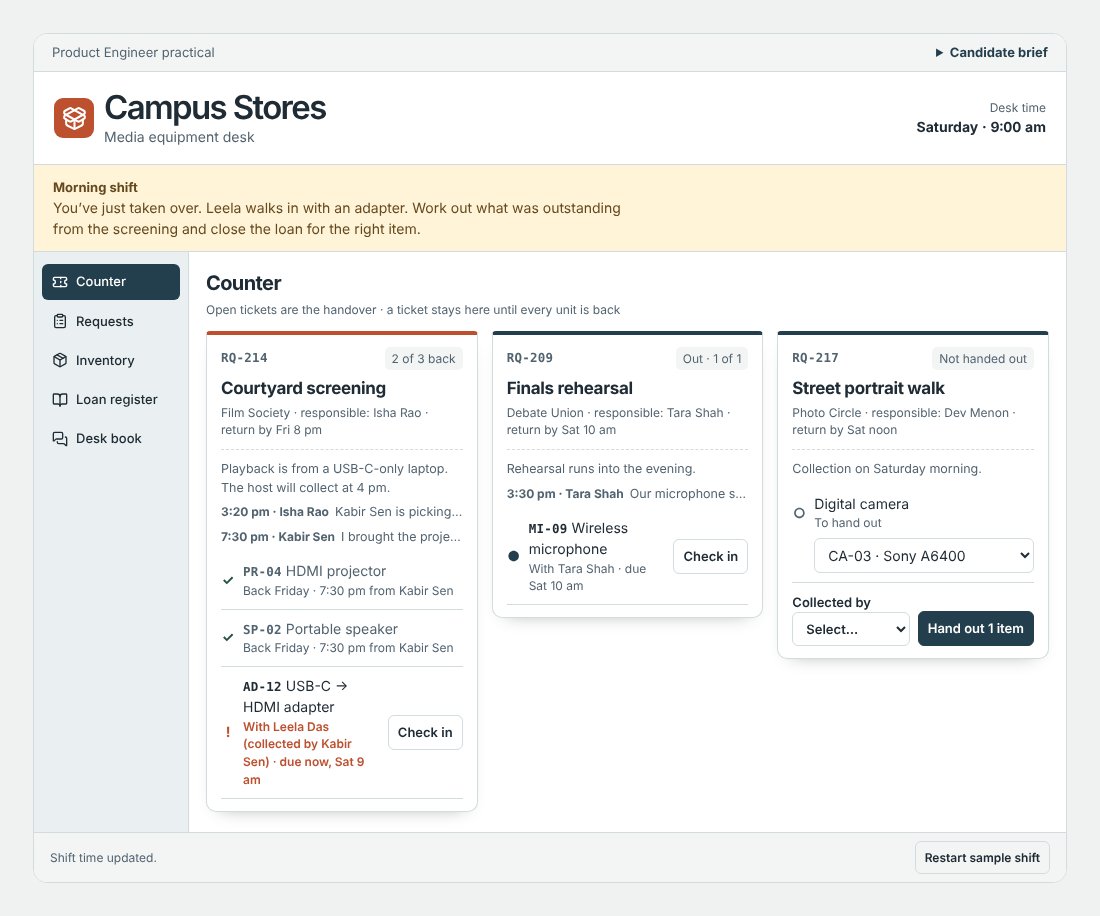 Product Engineer practical
▶ Candidate brief
Campus Stores
Media equipment desk
Desk time
Saturday · 9:00 am
Morning shift
You’ve just taken over. Leela walks in with an adapter. Work out what was outstanding
from the screening and close the loan for the right item.
Counter
Requests
Inventory
Loan register
Desk book
Counter
Open tickets are the handover · a ticket stays here until every unit is back
RQ-214
2 of 3 back
Courtyard screening
Film Society · responsible: Isha Rao ·
return by Fri 8 pm
Playback is from a USB-C-only laptop.
The host will collect at 4 pm.
3:20 pm · Isha Rao Kabir Sen is picking…
7:30 pm · Kabir Sen I brought the proje…
PR-04 HDMI projector
Back Friday · 7:30 pm from Kabir Sen
SP-02 Portable speaker
Back Friday · 7:30 pm from Kabir Sen
AD-12 USB-C →
HDMI adapter
! With Leela Das
(collected by Kabir
Sen) · due now, Sat 9
am
Check in
RQ-209
Out · 1 of 1
Finals rehearsal
Debate Union · responsible: Tara Shah ·
return by Sat 10 am
Rehearsal runs into the evening.
3:30 pm · Tara Shah Our microphone s…
MI-09 Wireless
microphone
With Tara Shah · due
Sat 10 am
Check in
RQ-217
Not handed out
Street portrait walk
Photo Circle · responsible: Dev Menon ·
return by Sat noon
Collection on Saturday morning.
Digital camera
To hand out
CA-03 · Sony A6400
Collected by
Select...
Hand out 1 item
Shift time updated.
Restart sample shift